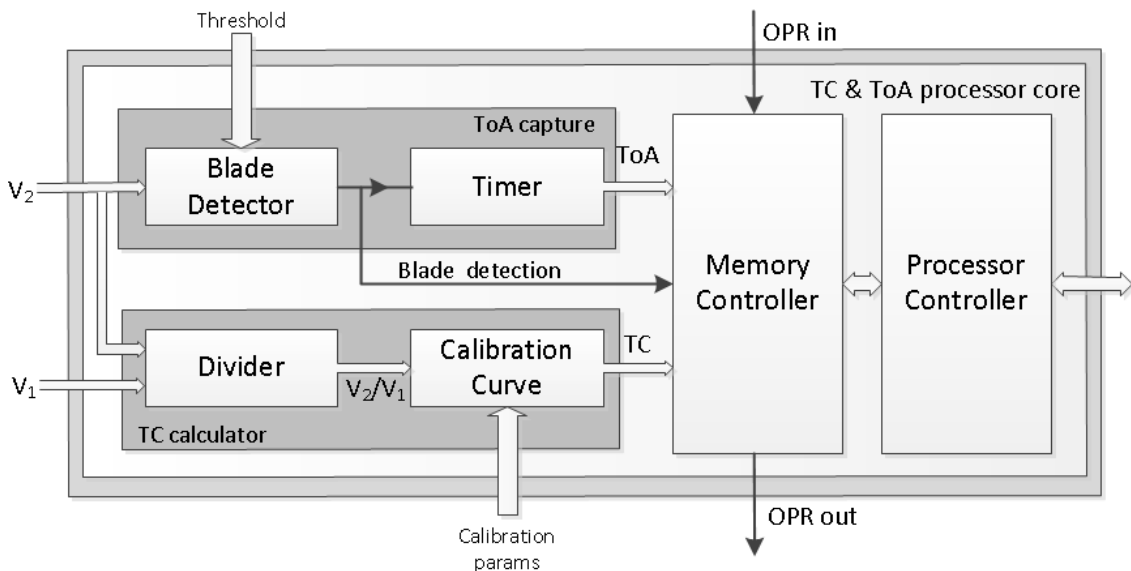 Threshold
OPR in
TC & ToA processor core
ToA capture
Blade
Detector
Timer
ToA
V₂
Blade detection
Memory
Controller
Processor
Controller
Divider
V₂/V₁
Calibration
Curve
TC
V₁
TC calculator
Calibration
params
OPR out